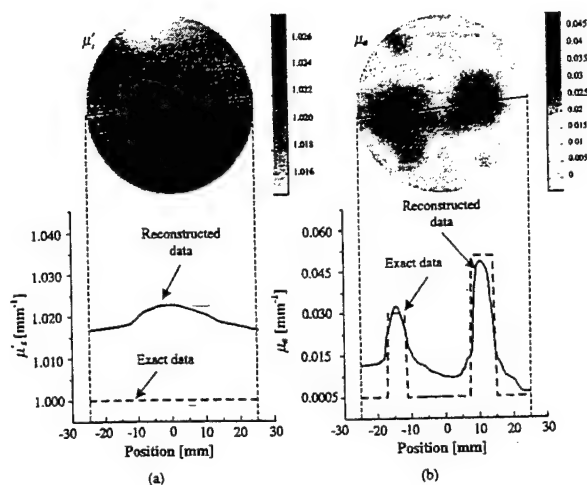 μ's
1.026
1.024
1.022
1.020
1.018
1.016
μa
0.045
0.04
0.035
0.03
0.025
0.02
0.015
0.01
0.005
0
1.040
1.030
1.020
1.010
1.000
μ's [mm⁻¹]
Reconstructed
data
Exact data
-30 -20 -10 0 10 20 30
Position [mm]
(a)
0.060
0.045
0.030
0.015
0.0005
μa [mm⁻¹]
Reconstructed
data
Exact data
-30 -20 -10 0 10 20 30
Position [mm]
(b)